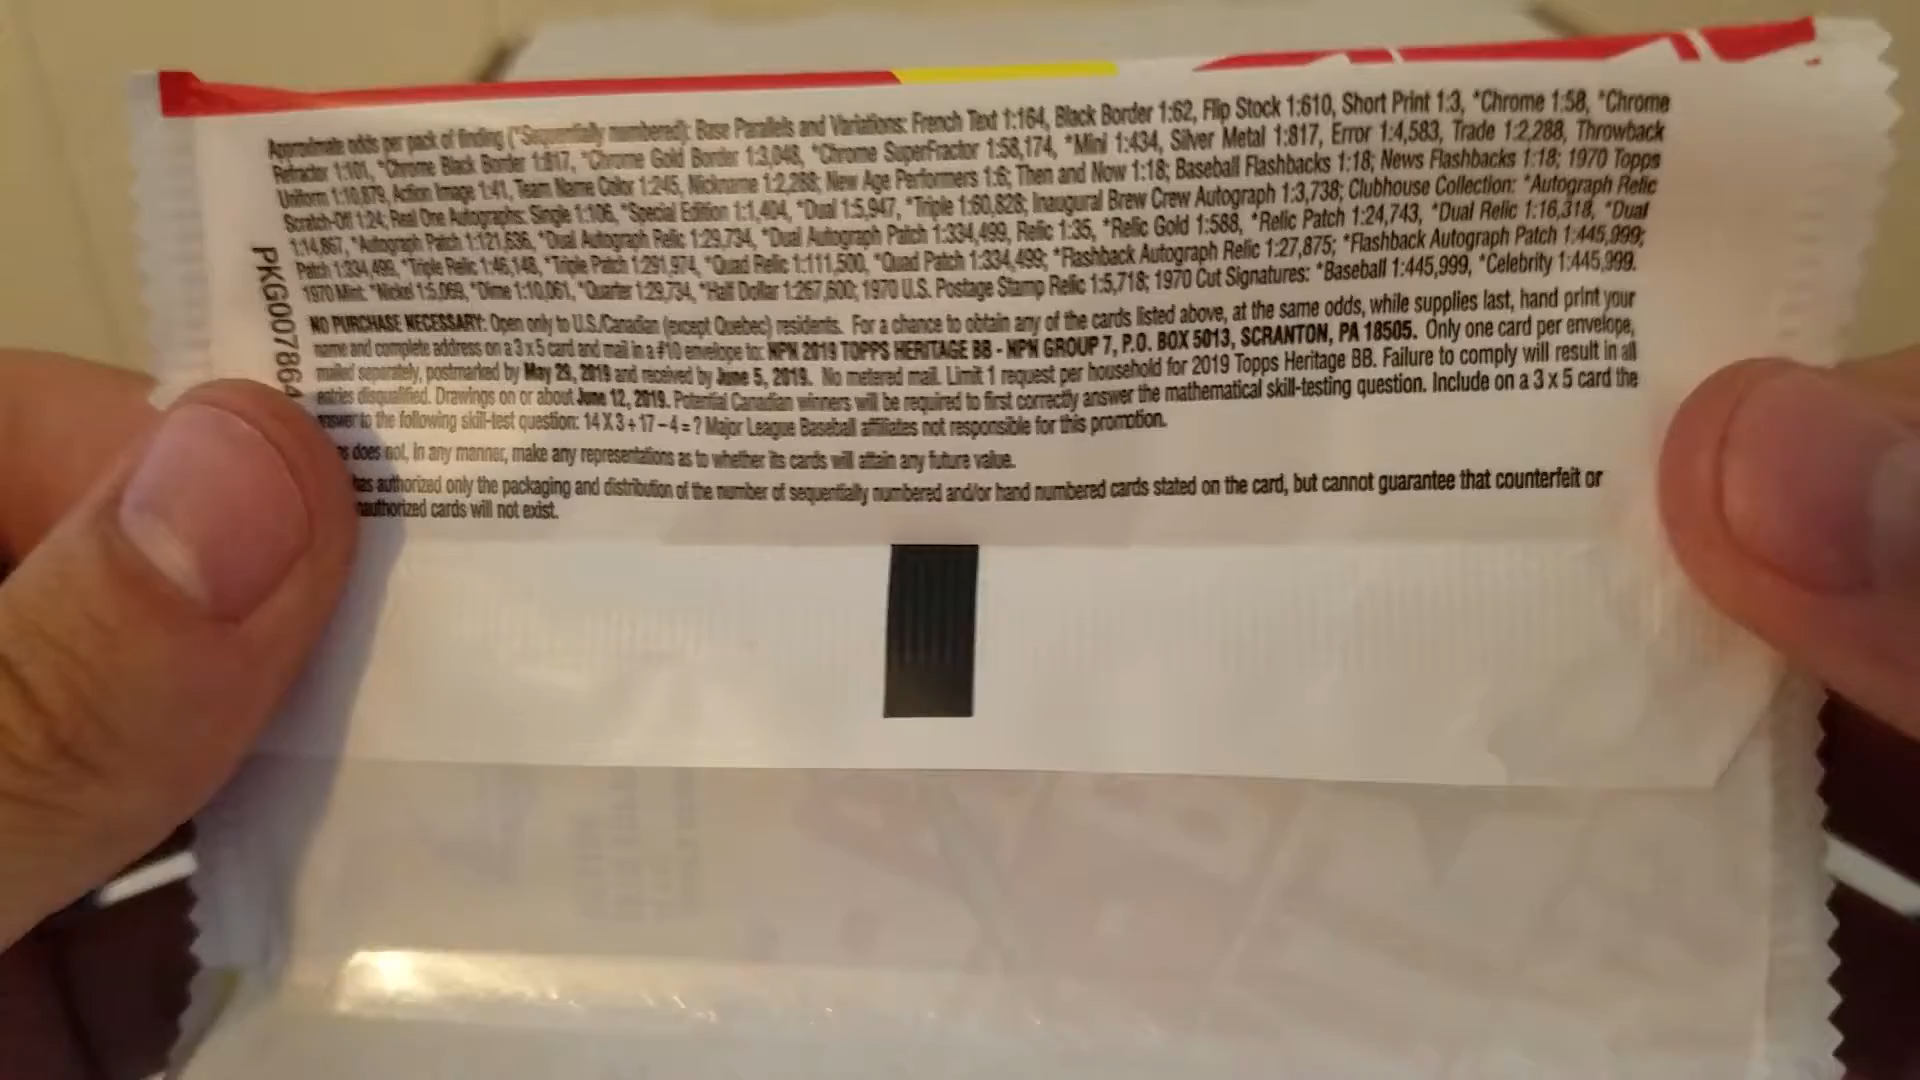 Approximate odds per pack of finding (*Sequentially numbered): Base Parallels and Variations: French Text 1:164, Black Border 1:62, Flip Stock 1:610, Short Print 1:3, *Chrome 1:58, *Chrome
Refractor 1:101, *Chrome Black Border 1:817, *Chrome Gold Border 1:3,048, *Chrome SuperFractor 1:58,174, *Mini 1:434, Silver Metal 1:817, Error 1:4,583, Trade 1:2,288, Throwback
Uniform 1:10,879, Action Image 1:41, Team Name Color 1:245, Nickname 1:2,288; New Age Performers 1:6; Then and Now 1:18; Baseball Flashbacks 1:18; News Flashbacks 1:18; 1970 Topps
Scratch-Off 1:24; Real One Autographs: Single 1:106, *Special Edition 1:1,404, *Dual 1:5,947, *Triple 1:60,828; Inaugural Brew Crew Autograph 1:3,738; Clubhouse Collection: *Autograph Relic
1:14,867, *Autograph Patch 1:121,636, *Dual Autograph Relic 1:29,734, *Dual Autograph Patch 1:334,499, Relic 1:35, *Relic Gold 1:588, *Relic Patch 1:24,743, *Dual Relic 1:16,318, *Dual
Patch 1:334,499, *Triple Relic 1:46,148, *Triple Patch 1:291,974, *Quad Relic 1:111,500, *Quad Patch 1:334,499; *Flashback Autograph Relic 1:27,875; *Flashback Autograph Patch 1:445,999;
1970 Mint: *Nickel 1:5,069, *Dime 1:10,061, *Quarter 1:29,734, *Half Dollar 1:267,600; 1970 U.S. Postage Stamp Relic 1:5,718; 1970 Cut Signatures: *Baseball 1:445,999, *Celebrity 1:445,999.
NO PURCHASE NECESSARY: Open only to U.S./Canadian (except Quebec) residents. For a chance to obtain any of the cards listed above, at the same odds, while supplies last, hand print your
name and complete address on a 3 x 5 card and mail in a #10 envelope to: NPN 2019 TOPPS HERITAGE BB - NPN GROUP 7, P.O. BOX 5013, SCRANTON, PA 18505. Only one card per envelope,
mailed separately, postmarked by May 29, 2019 and received by June 5, 2019. No metered mail. Limit 1 request per household for 2019 Topps Heritage BB. Failure to comply will result in all
entries disqualified. Drawings on or about June 12, 2019. Potential Canadian winners will be required to first correctly answer the mathematical skill-testing question. Include on a 3 x 5 card the
answer to the following skill-test question: 14 X 3 + 17 – 4 = ? Major League Baseball affiliates not responsible for this promotion.
does not, in any manner, make any representations as to whether its cards will attain any future value.
has authorized only the packaging and distribution of the number of sequentially numbered and/or hand numbered cards stated on the card, but cannot guarantee that counterfeit or
nauthorized cards will not exist.
PKG007864